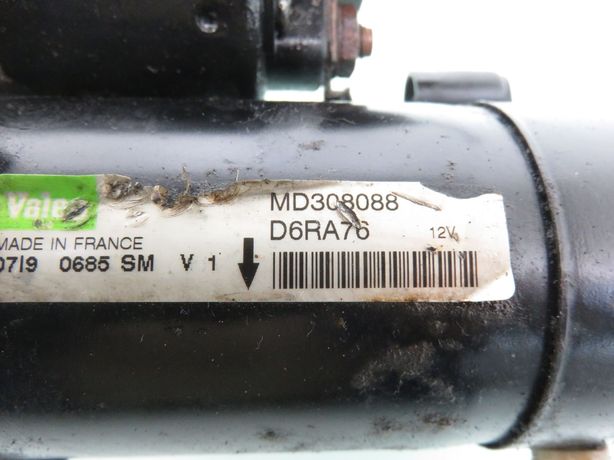 Vale
MD308088
D6RA76 12V
MADE IN FRANCE
07I9 0685 SM V 1